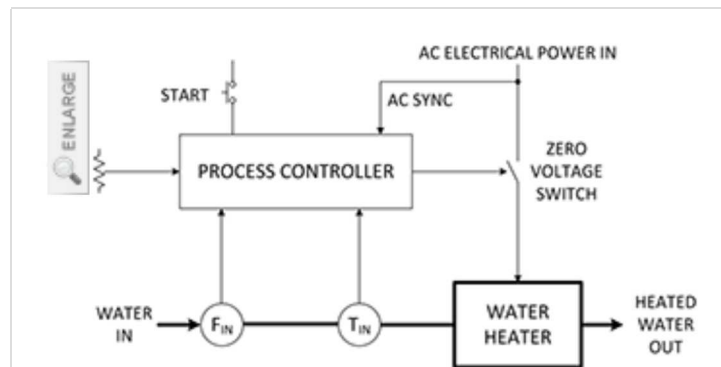 AC ELECTRICAL POWER IN
ENLARGE
START
AC SYNC
PROCESS CONTROLLER
ZERO
VOLTAGE
SWITCH
WATER
IN
FIN
TIN
WATER
HEATER
HEATED
WATER
OUT